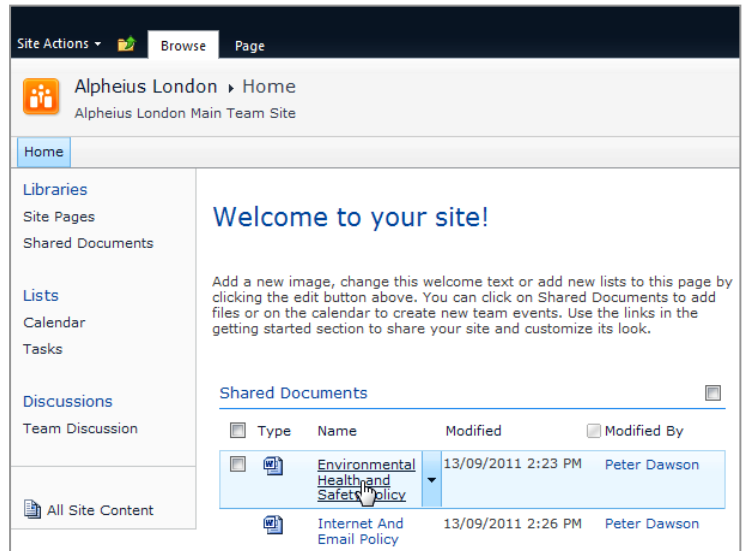 Site Actions
Browse
Page
Alpheius London ▸ Home
Alpheius London Main Team Site
Home
Libraries
Site Pages
Shared Documents
Lists
Calendar
Tasks
Discussions
Team Discussion
All Site Content
Welcome to your site!
Add a new image, change this welcome text or add new lists to this page by
clicking the edit button above. You can click on Shared Documents to add
files or on the calendar to create new team events. Use the links in the
getting started section to share your site and customize its look.
Shared Documents
Type Name Modified Modified By
Environmental 13/09/2011 2:23 PM Peter Dawson
Health and
Safety Policy
Internet And 13/09/2011 2:26 PM Peter Dawson
Email Policy